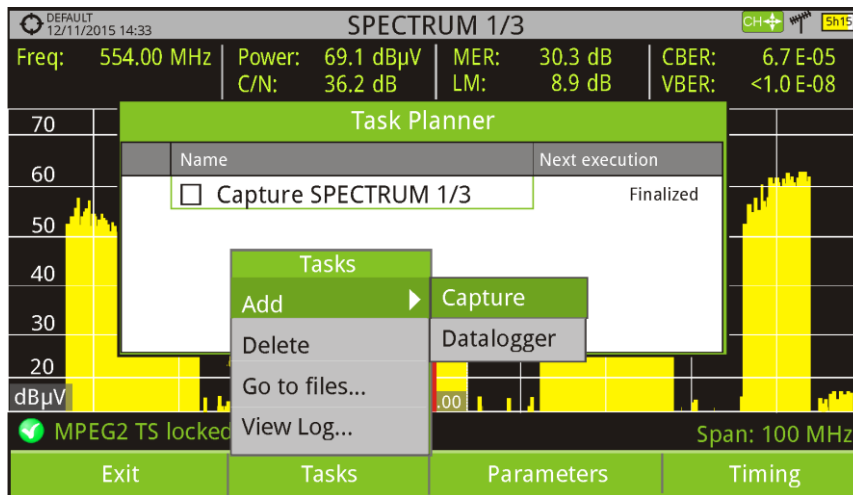 DEFAULT
12/11/2015 14:33
SPECTRUM 1/3
CH
5h15
Freq: 554.00 MHz
Power: 69.1 dBµV
MER: 30.3 dB
CBER: 6.7 E-05
C/N: 36.2 dB
LM: 8.9 dB
VBER: <1.0 E-08
Task Planner
Name
Next execution
Capture SPECTRUM 1/3
Finalized
70
60
50
40
30
20
dBµV
Tasks
Add
Capture
Delete
Datalogger
Go to files...
View Log...
.00
MPEG2 TS locked
Span: 100 MHz
Exit
Tasks
Parameters
Timing